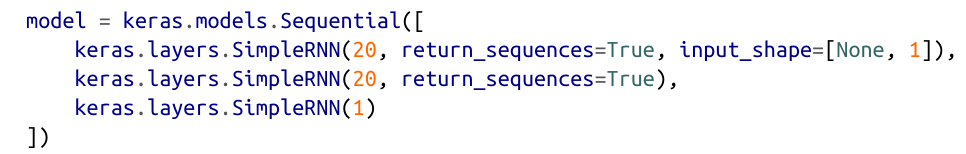 model = keras.models.Sequential([
    keras.layers.SimpleRNN(20, return_sequences=True, input_shape=[None, 1]),
    keras.layers.SimpleRNN(20, return_sequences=True),
    keras.layers.SimpleRNN(1)
])